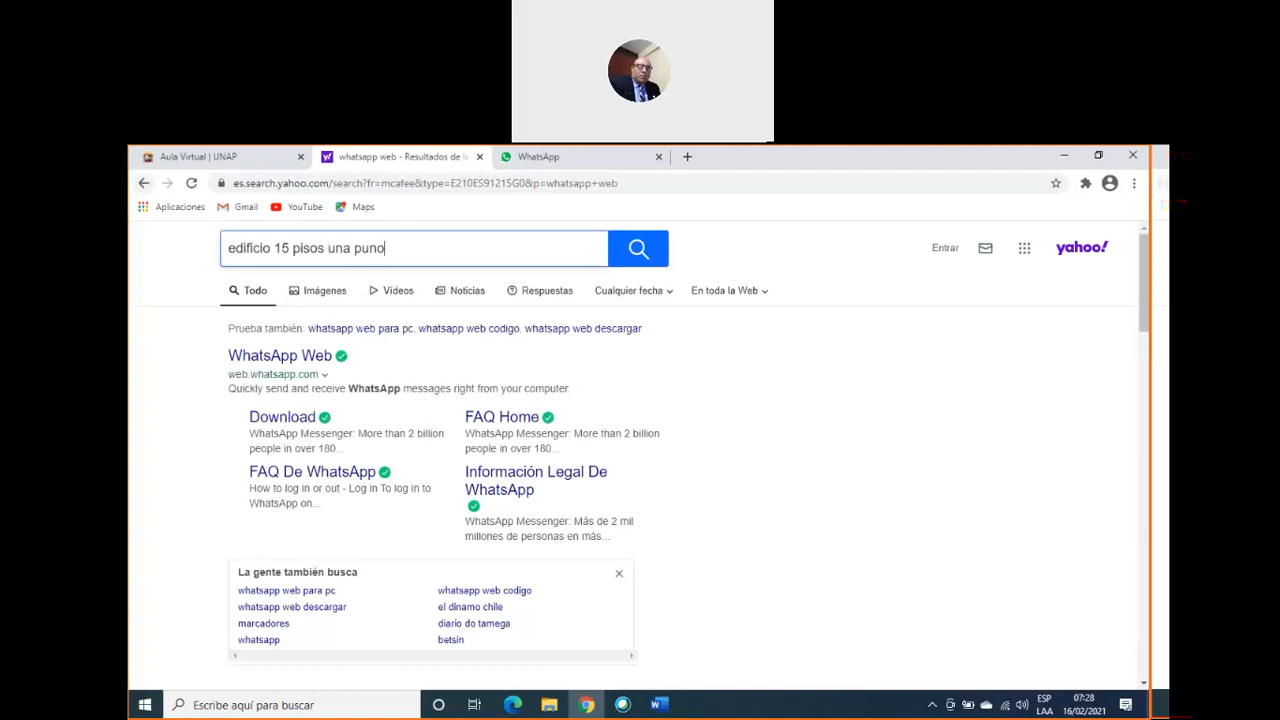 Aula Virtual | UNAP
whatsapp web - Resultados de l
WhatsApp
es.search.yahoo.com/search?fr=mcafee&type=E210ES91215G0&p=whatsapp+web
Aplicaciones Gmail YouTube Maps
edificio 15 pisos una puno
Entrar
yahoo!
Todo Imágenes Vídeos Noticias Respuestas Cualquier fecha En toda la Web
Prueba también: whatsapp web para pc, whatsapp web codigo, whatsapp web descargar
WhatsApp Web
web.whatsapp.com
Quickly send and receive WhatsApp messages right from your computer.
Download
WhatsApp Messenger: More than 2 billion
people in over 180...
FAQ Home
WhatsApp Messenger: More than 2 billion
people in over 180...
FAQ De WhatsApp
How to log in or out - Log in To log in to
WhatsApp on...
Información Legal De
WhatsApp
WhatsApp Messenger: Más de 2 mil
millones de personas en más...
La gente también busca
whatsapp web para pc
whatsapp web descargar
marcadores
whatsapp
whatsapp web codigo
el dinamo chile
diario do tamega
betsin
Escribe aquí para buscar
ESP
LAA
07:28
16/02/2021